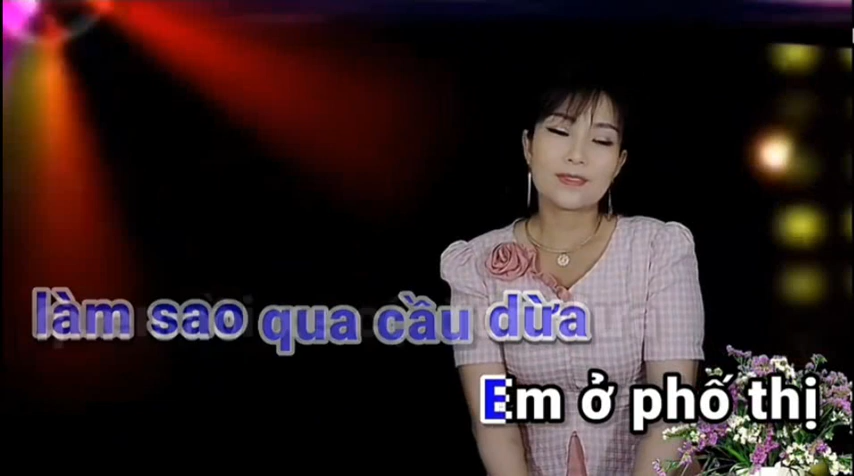 làm sao qua cầu dừa
Em ở phố thị